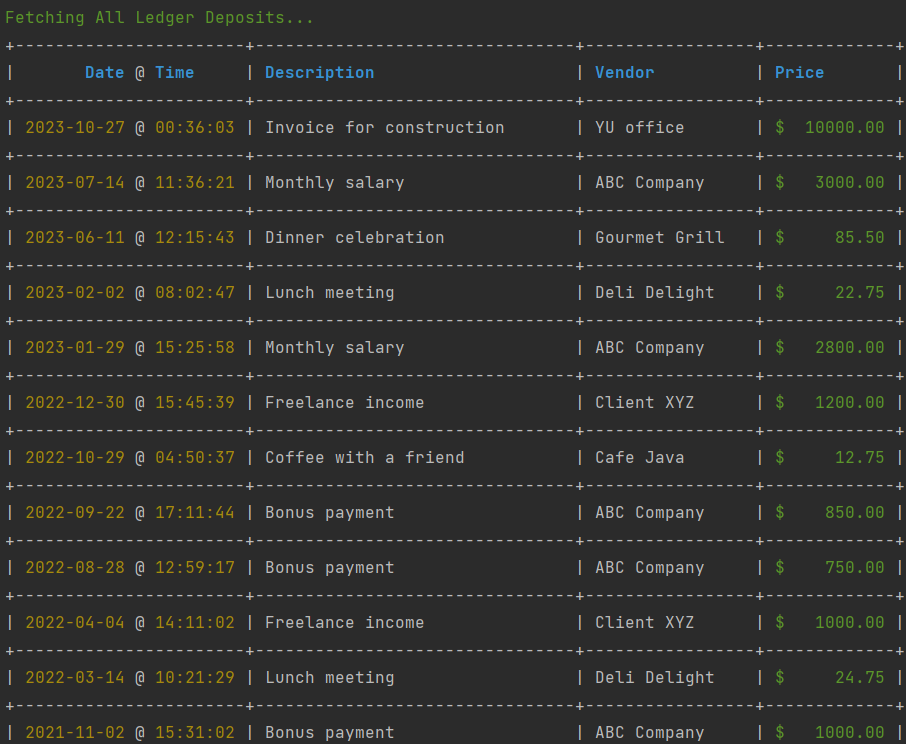 Fetching All Ledger Deposits...
+-----------------------+--------------------------------+-----------------+-------------+
|       Date @ Time     | Description                    | Vendor          | Price       |
+-----------------------+--------------------------------+-----------------+-------------+
| 2023-10-27 @ 00:36:03 | Invoice for construction       | YU office       | $  10000.00 |
+-----------------------+--------------------------------+-----------------+-------------+
| 2023-07-14 @ 11:36:21 | Monthly salary                 | ABC Company     | $   3000.00 |
+-----------------------+--------------------------------+-----------------+-------------+
| 2023-06-11 @ 12:15:43 | Dinner celebration             | Gourmet Grill   | $     85.50 |
+-----------------------+--------------------------------+-----------------+-------------+
| 2023-02-02 @ 08:02:47 | Lunch meeting                  | Deli Delight    | $     22.75 |
+-----------------------+--------------------------------+-----------------+-------------+
| 2023-01-29 @ 15:25:58 | Monthly salary                 | ABC Company     | $   2800.00 |
+-----------------------+--------------------------------+-----------------+-------------+
| 2022-12-30 @ 15:45:39 | Freelance income               | Client XYZ      | $   1200.00 |
+-----------------------+--------------------------------+-----------------+-------------+
| 2022-10-29 @ 04:50:37 | Coffee with a friend           | Cafe Java       | $     12.75 |
+-----------------------+--------------------------------+-----------------+-------------+
| 2022-09-22 @ 17:11:44 | Bonus payment                  | ABC Company     | $    850.00 |
+-----------------------+--------------------------------+-----------------+-------------+
| 2022-08-28 @ 12:59:17 | Bonus payment                  | ABC Company     | $    750.00 |
+-----------------------+--------------------------------+-----------------+-------------+
| 2022-04-04 @ 14:11:02 | Freelance income               | Client XYZ      | $   1000.00 |
+-----------------------+--------------------------------+-----------------+-------------+
| 2022-03-14 @ 10:21:29 | Lunch meeting                  | Deli Delight    | $     24.75 |
+-----------------------+--------------------------------+-----------------+-------------+
| 2021-11-02 @ 15:31:02 | Bonus payment                  | ABC Company     | $   1000.00 |